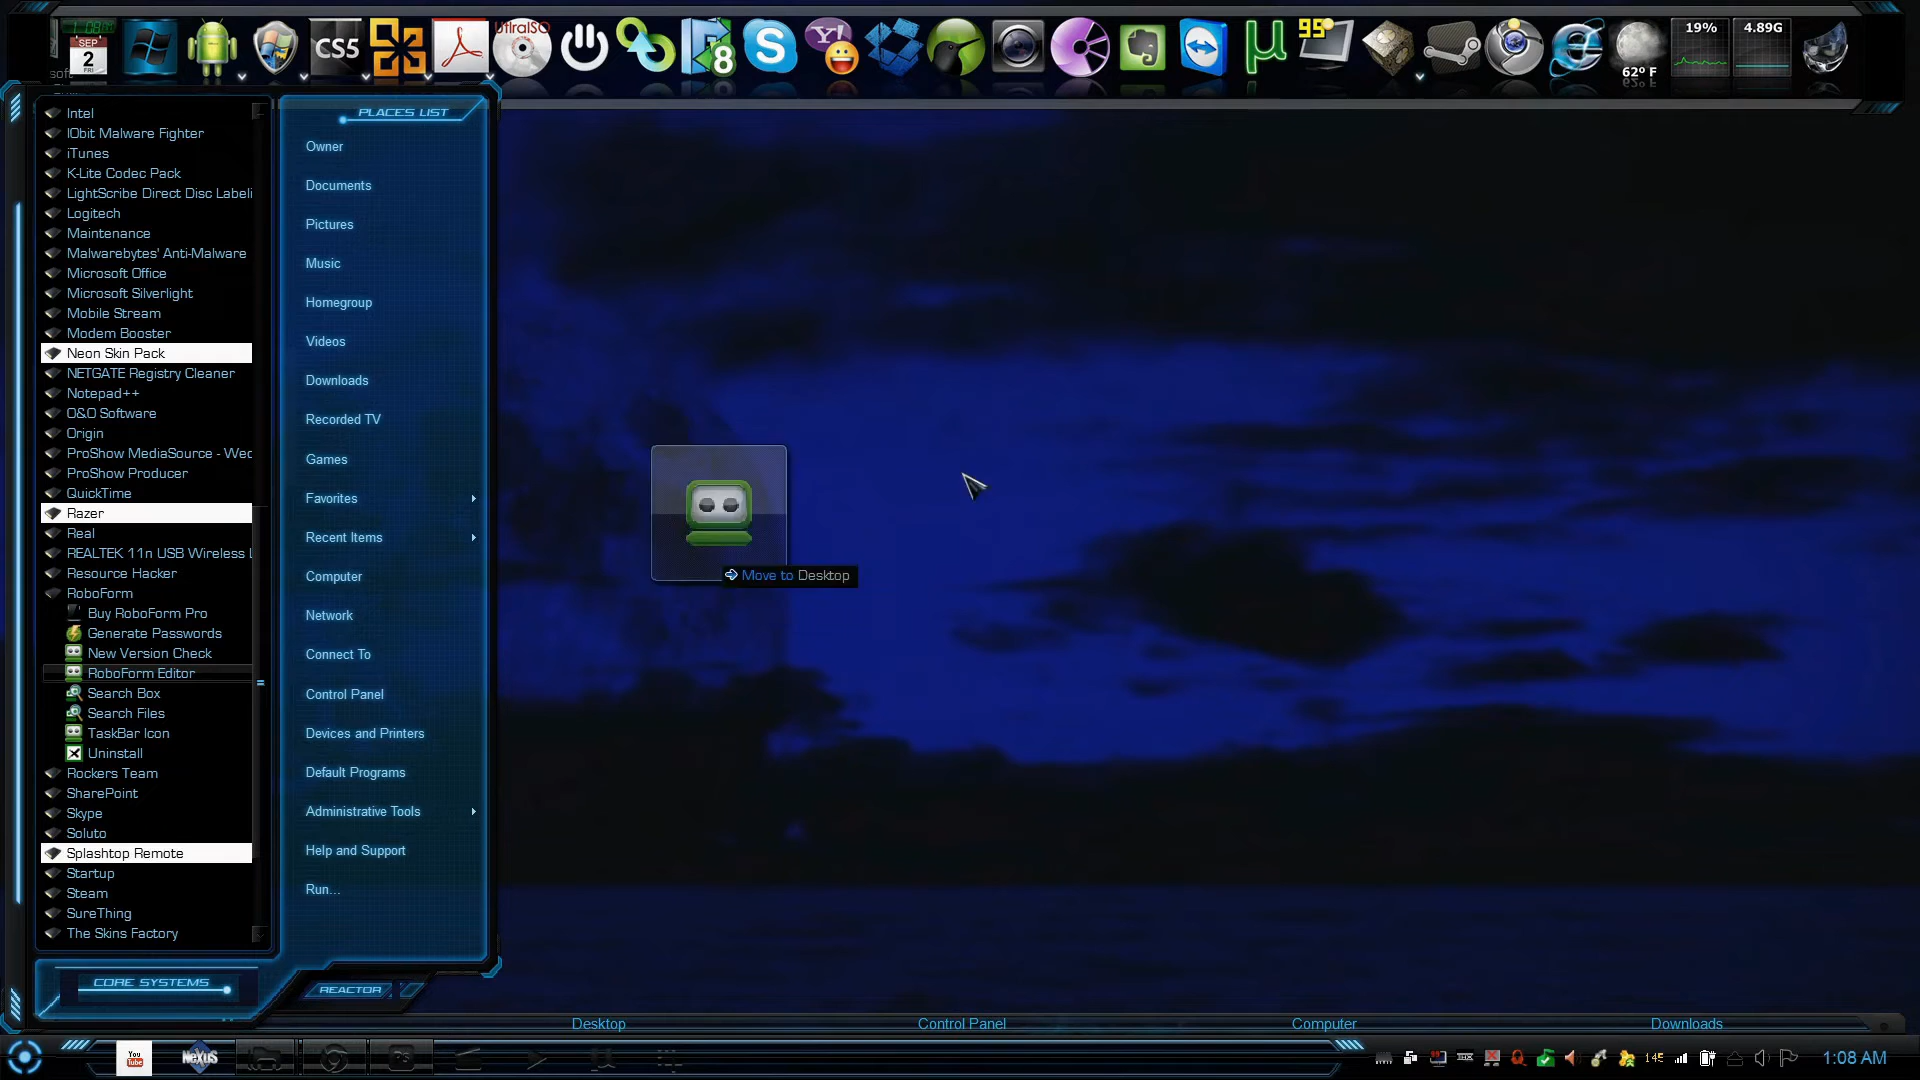 1:08AM
SEP
2
FRI
CS5
UltraISO
8
Y!
99
62° F
19%
4.89G
PLACES LIST
Intel
IObit Malware Fighter
iTunes
K-Lite Codec Pack
LightScribe Direct Disc Labeli
Logitech
Maintenance
Malwarebytes' Anti-Malware
Microsoft Office
Microsoft Silverlight
Mobile Stream
Modem Booster
Neon Skin Pack
NETGATE Registry Cleaner
Notepad++
O&O Software
Origin
ProShow MediaSource - Wed
ProShow Producer
QuickTime
Razer
Real
REALTEK 11n USB Wireless L
Resource Hacker
RoboForm
Buy RoboForm Pro
Generate Passwords
New Version Check
RoboForm Editor
Search Box
Search Files
TaskBar Icon
Uninstall
Rockers Team
SharePoint
Skype
Soluto
Splashtop Remote
Startup
Steam
SureThing
The Skins Factory
Owner
Documents
Pictures
Music
Homegroup
Videos
Downloads
Recorded TV
Games
Favorites
Recent Items
Computer
Network
Connect To
Control Panel
Devices and Printers
Default Programs
Administrative Tools
Help and Support
Run...
Move to Desktop
CORE SYSTEMS
REACTOR
Desktop
Control Panel
Computer
Downloads
You Tube
NeXuS
145
1:08 AM